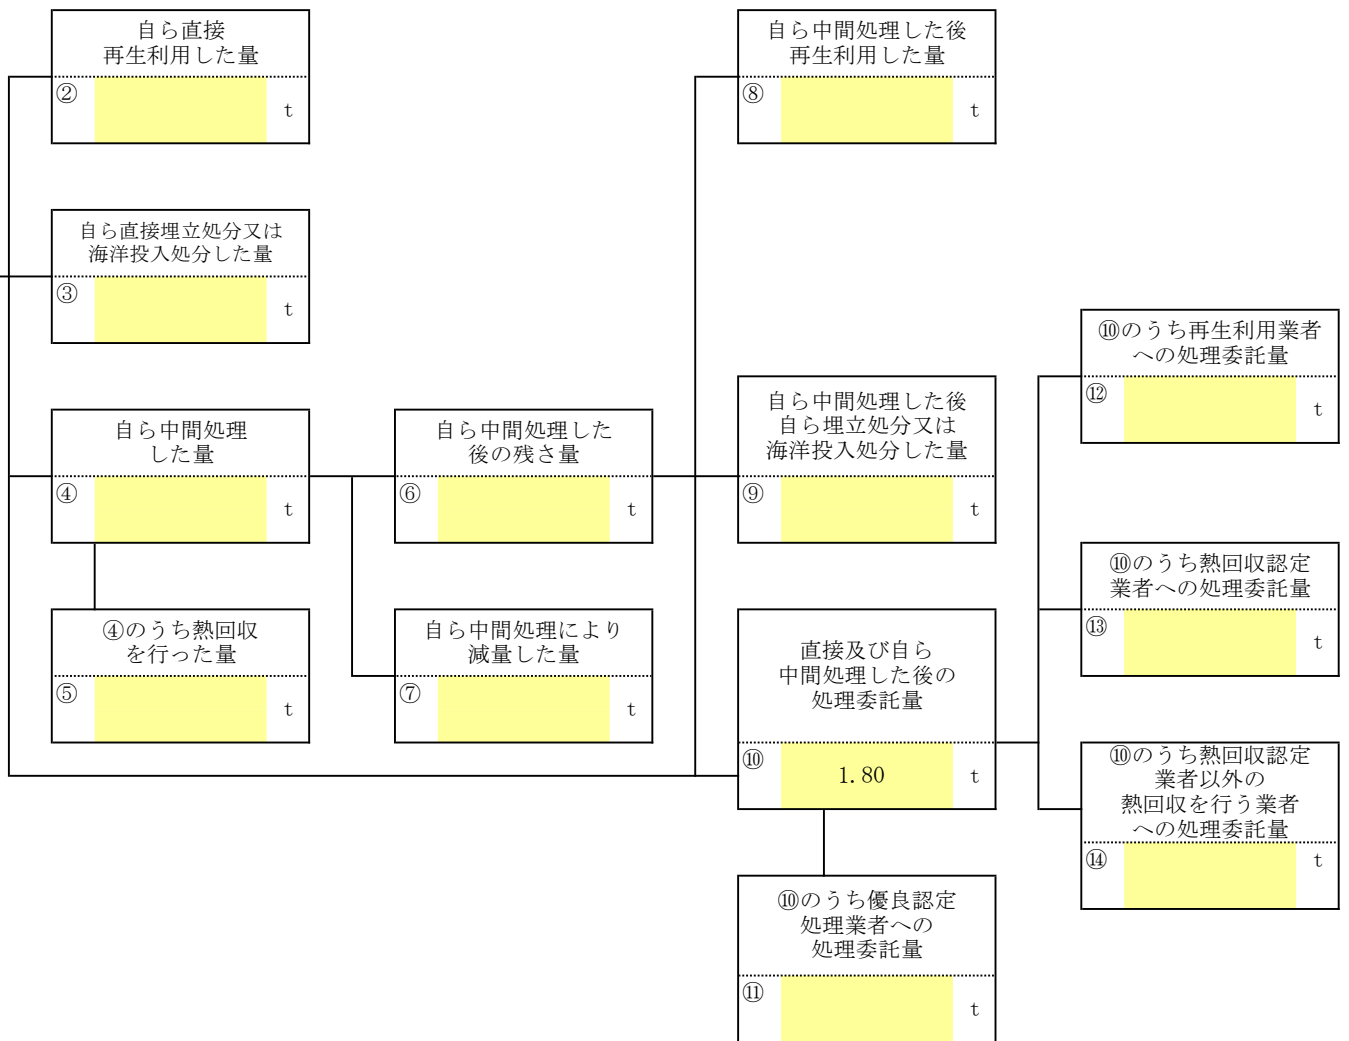 自ら直接
再生利用した量
②
t
自ら中間処理した後
再生利用した量
⑧
t
自ら直接埋立処分又は
海洋投入処分した量
③
t
⑩のうち再生利用業者
への処理委託量
⑫
t
自ら中間処理
した量
④
t
自ら中間処理した
後の残さ量
⑥
t
自ら中間処理した後
自ら埋立処分又は
海洋投入処分した量
⑨
t
⑩のうち熱回収認定
業者への処理委託量
⑬
t
④のうち熱回収
を行った量
⑤
t
自ら中間処理により
減量した量
⑦
t
直接及び自ら
中間処理した後の
処理委託量
⑩
1.80
t
⑩のうち熱回収認定
業者以外の
熱回収を行う業者
への処理委託量
⑭
t
⑩のうち優良認定
処理業者への
処理委託量
⑪
t